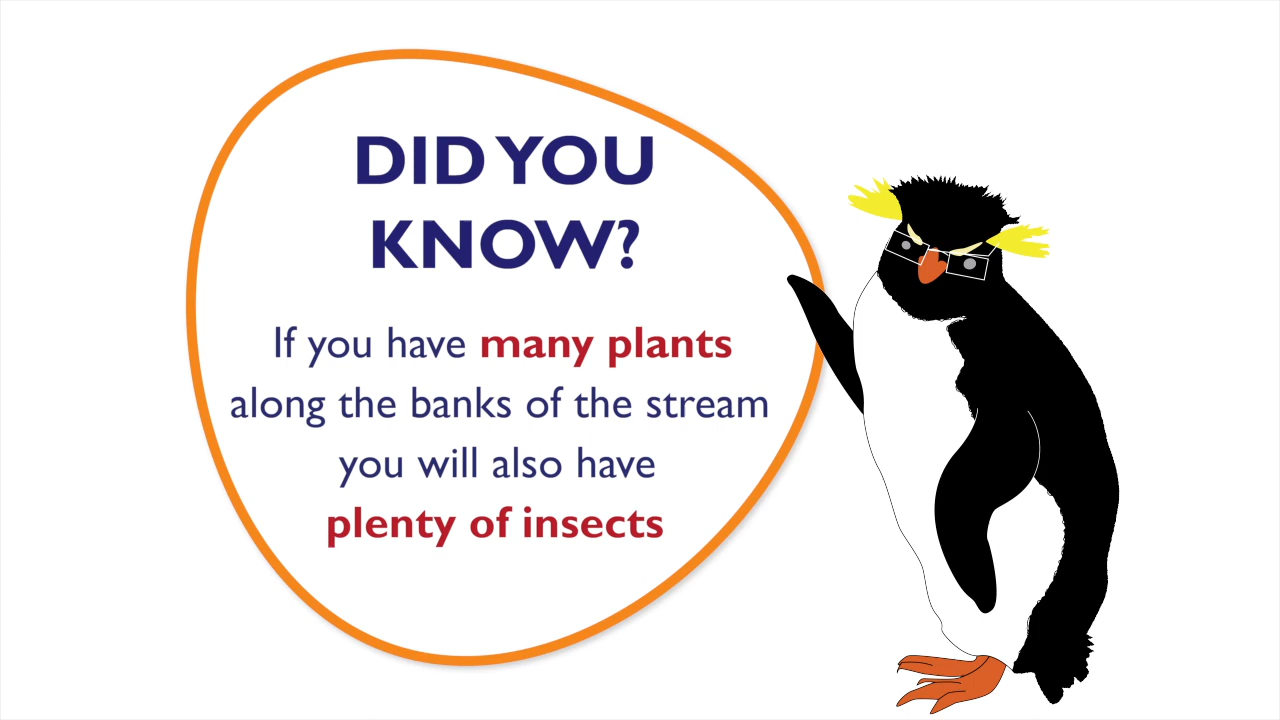 DID YOU
KNOW?
If you have many plants
along the banks of the stream
you will also have
plenty of insects